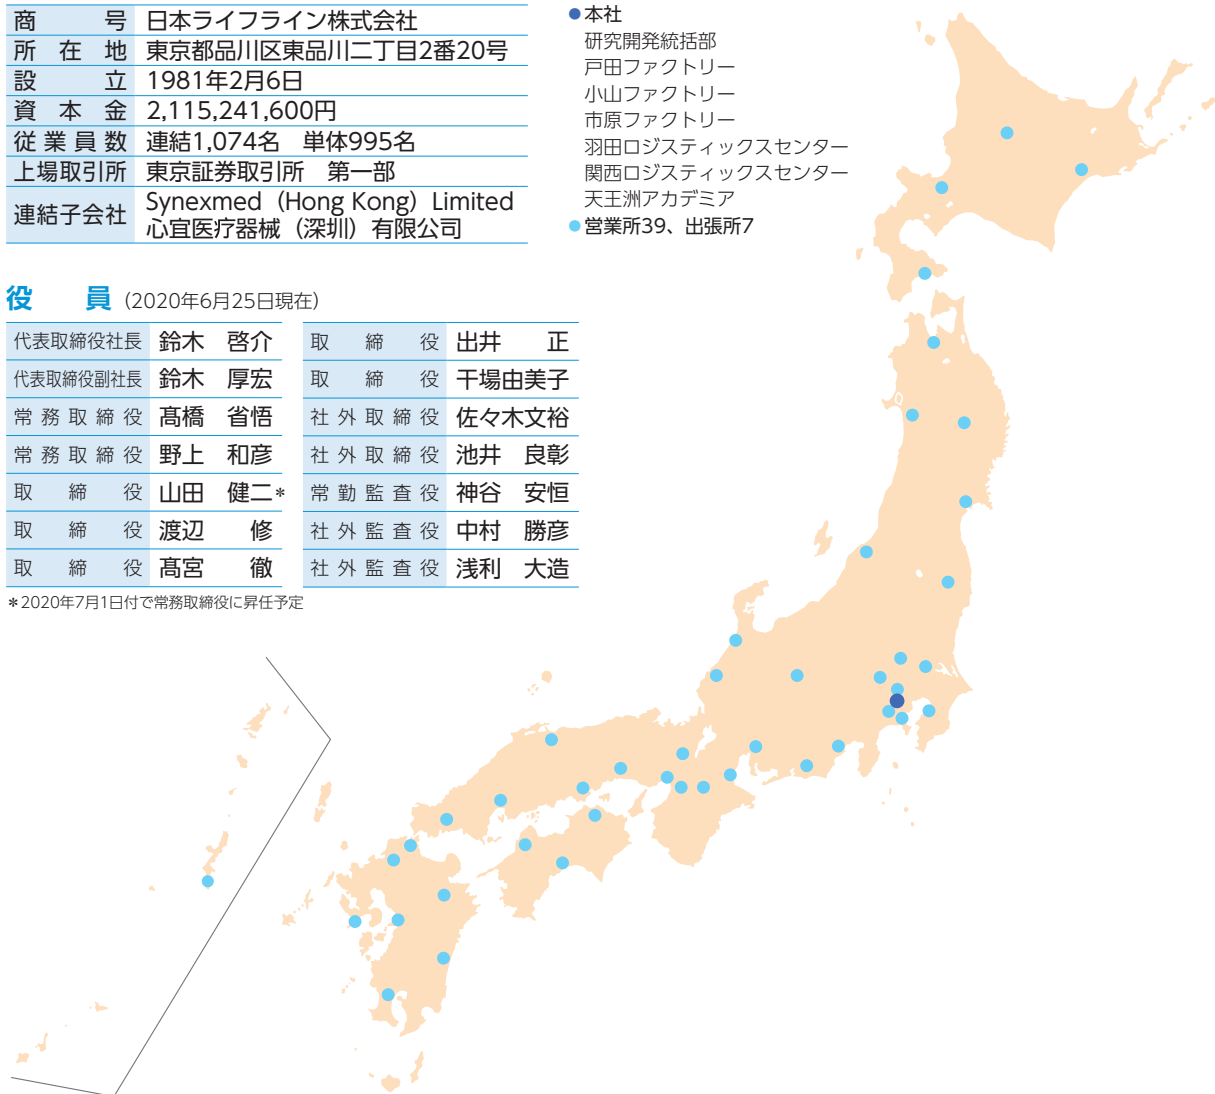 商号 日本ライフライン株式会社
所在地 東京都品川区東品川二丁目2番20号
設立 1981年2月6日
資本金 2,115,241,600円
従業員数 連結1,074名 単体995名
上場取引所 東京証券取引所 第一部
連結子会社 Synexmed (Hong Kong) Limited
心宜医疗器械（深圳）有限公司
●本社
研究開発統括部
戸田ファクトリー
小山ファクトリー
市原ファクトリー
羽田ロジスティックスセンター
関西ロジスティックスセンター
天王洲アカデミア
●営業所39、出張所7
役員（2020年6月25日現在）
代表取締役社長 鈴木 啓介
代表取締役副社長 鈴木 厚宏
常務取締役 髙橋 省悟
常務取締役 野上 和彦
取締役 山田 健二＊
取締役 渡辺 修
取締役 髙宮 徹
取締役 出井 正
取締役 干場由美子
社外取締役 佐々木文裕
社外取締役 池井 良彰
常勤監査役 神谷 安恒
社外監査役 中村 勝彦
社外監査役 浅利 大造
＊2020年7月1日付で常務取締役に昇任予定